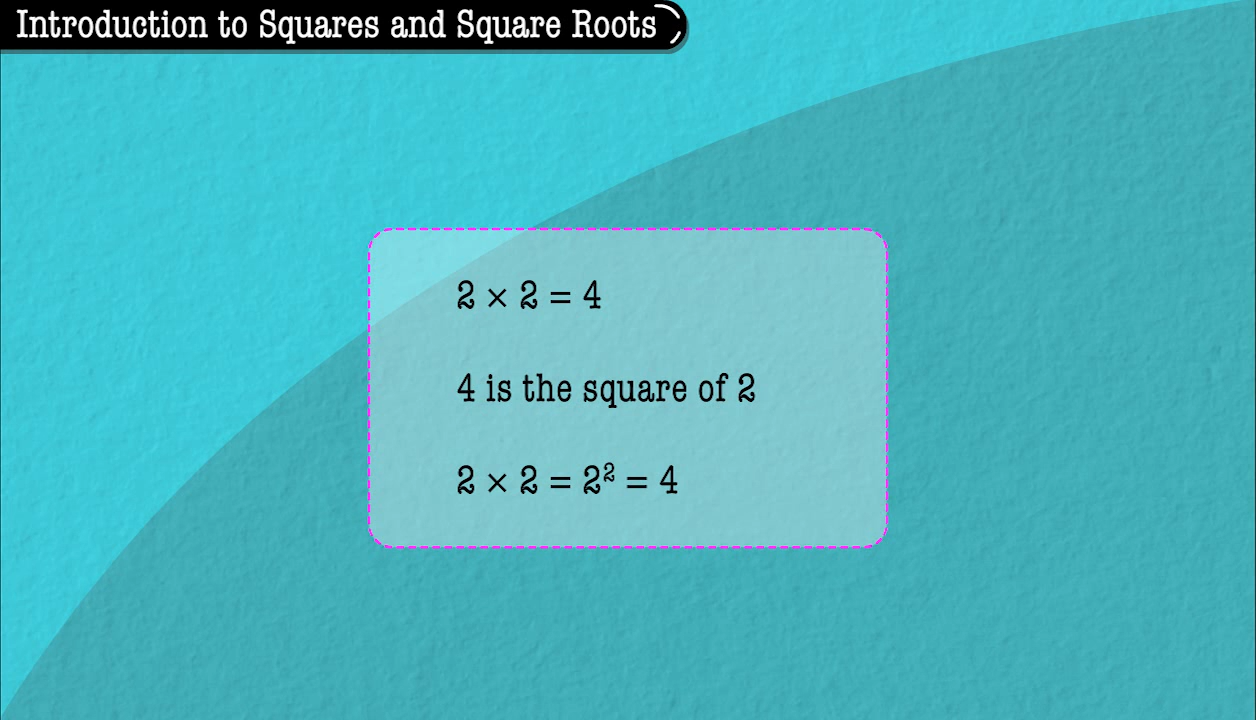 Introduction to Squares and Square Roots
2 × 2 = 4
4 is the square of 2
2 × 2 = 2² = 4